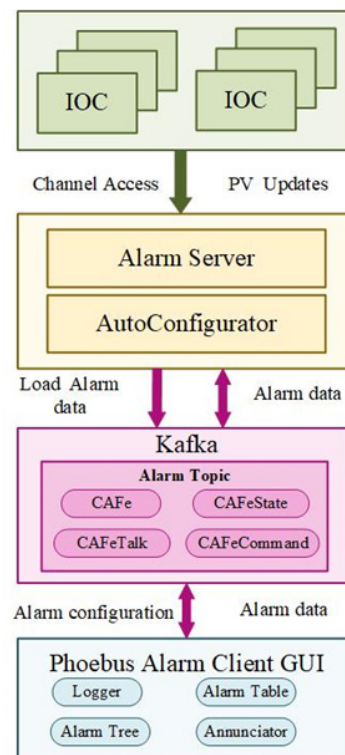 IOC IOC
Channel Access PV Updates
Alarm Server
AutoConfigurator
Load Alarm
data
Alarm data
Kafka
Alarm Topic
CAFe CAFeState
CAFeTalk CAFeCommand
Alarm configuration Alarm data
Phoebus Alarm Client GUI
Logger Alarm Table
Alarm Tree Annunciator